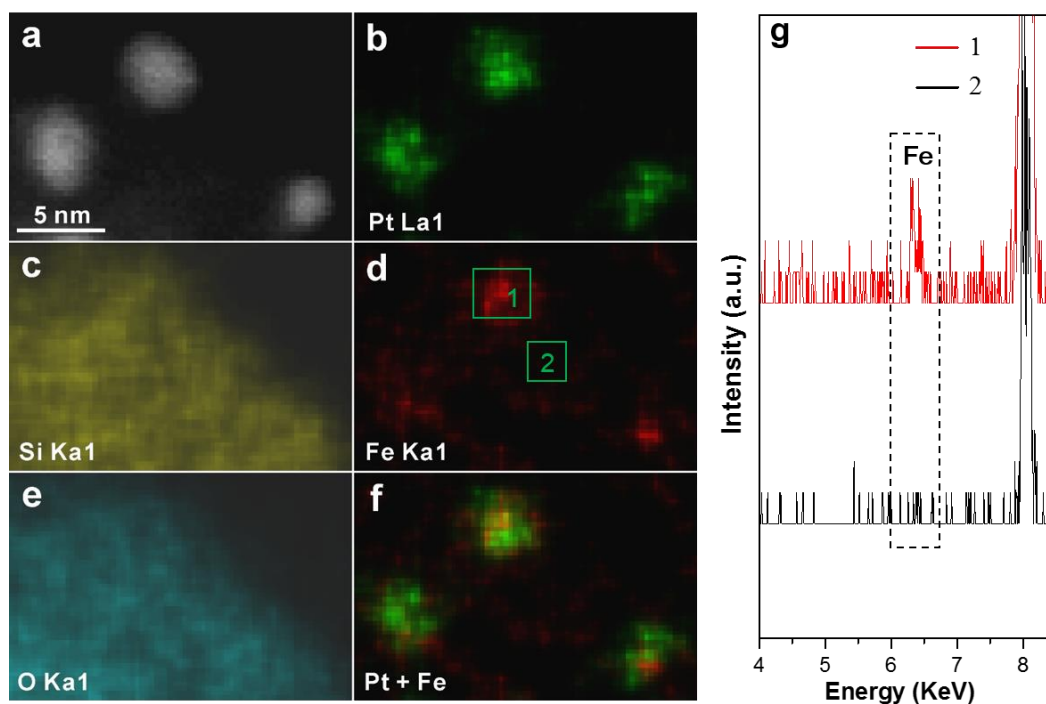 a
5 nm
b
Pt La1
c
Si Ka1
d
1
2
Fe Ka1
e
O Ka1
f
Pt + Fe
g
1
2
Fe
Intensity (a.u.)
4 5 6 7 8
Energy (KeV)